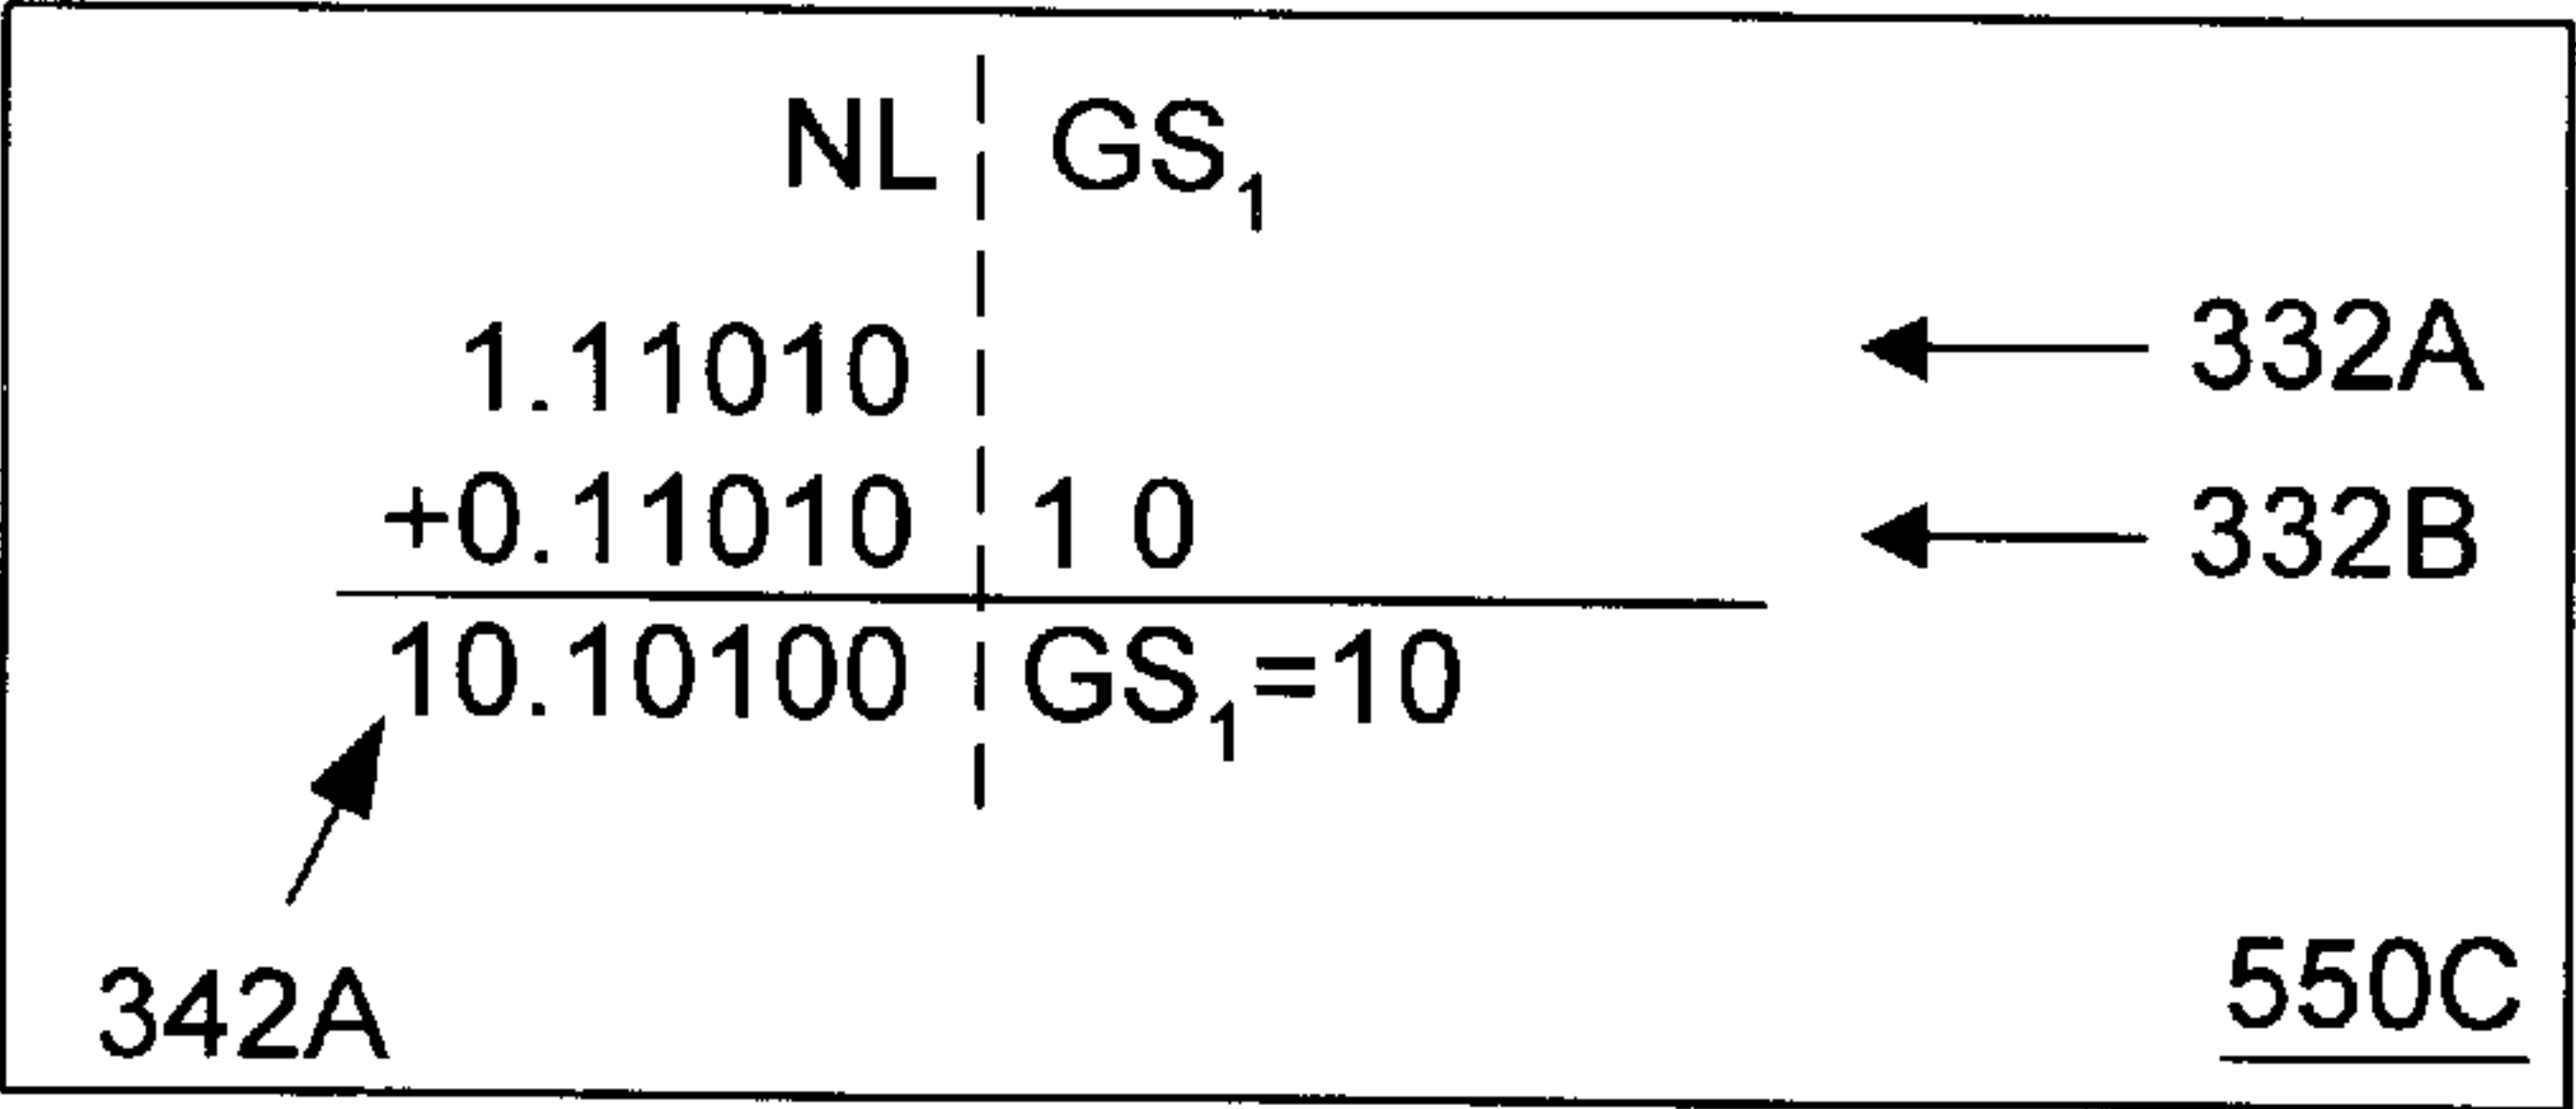 NL GS₁
1.11010 332A
+0.11010 1 0 332B
10.10100 GS₁=10
342A 550C